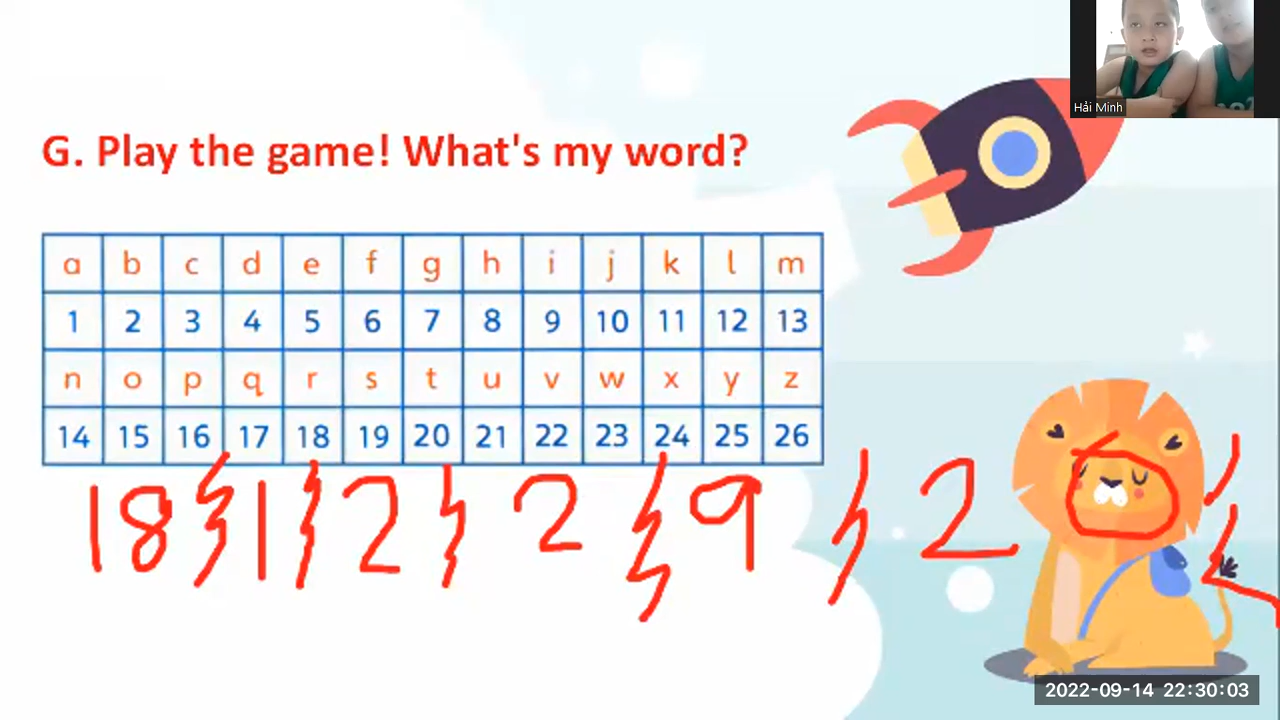 Hải Minh
G. Play the game! What's my word?
a b c d e f g h i j k l m
1 2 3 4 5 6 7 8 9 10 11 12 13
n o p q r s t u v w x y z
14 15 16 17 18 19 20 21 22 23 24 25 26
18 1 2 2 9 20
2022-09-14 22:30:03